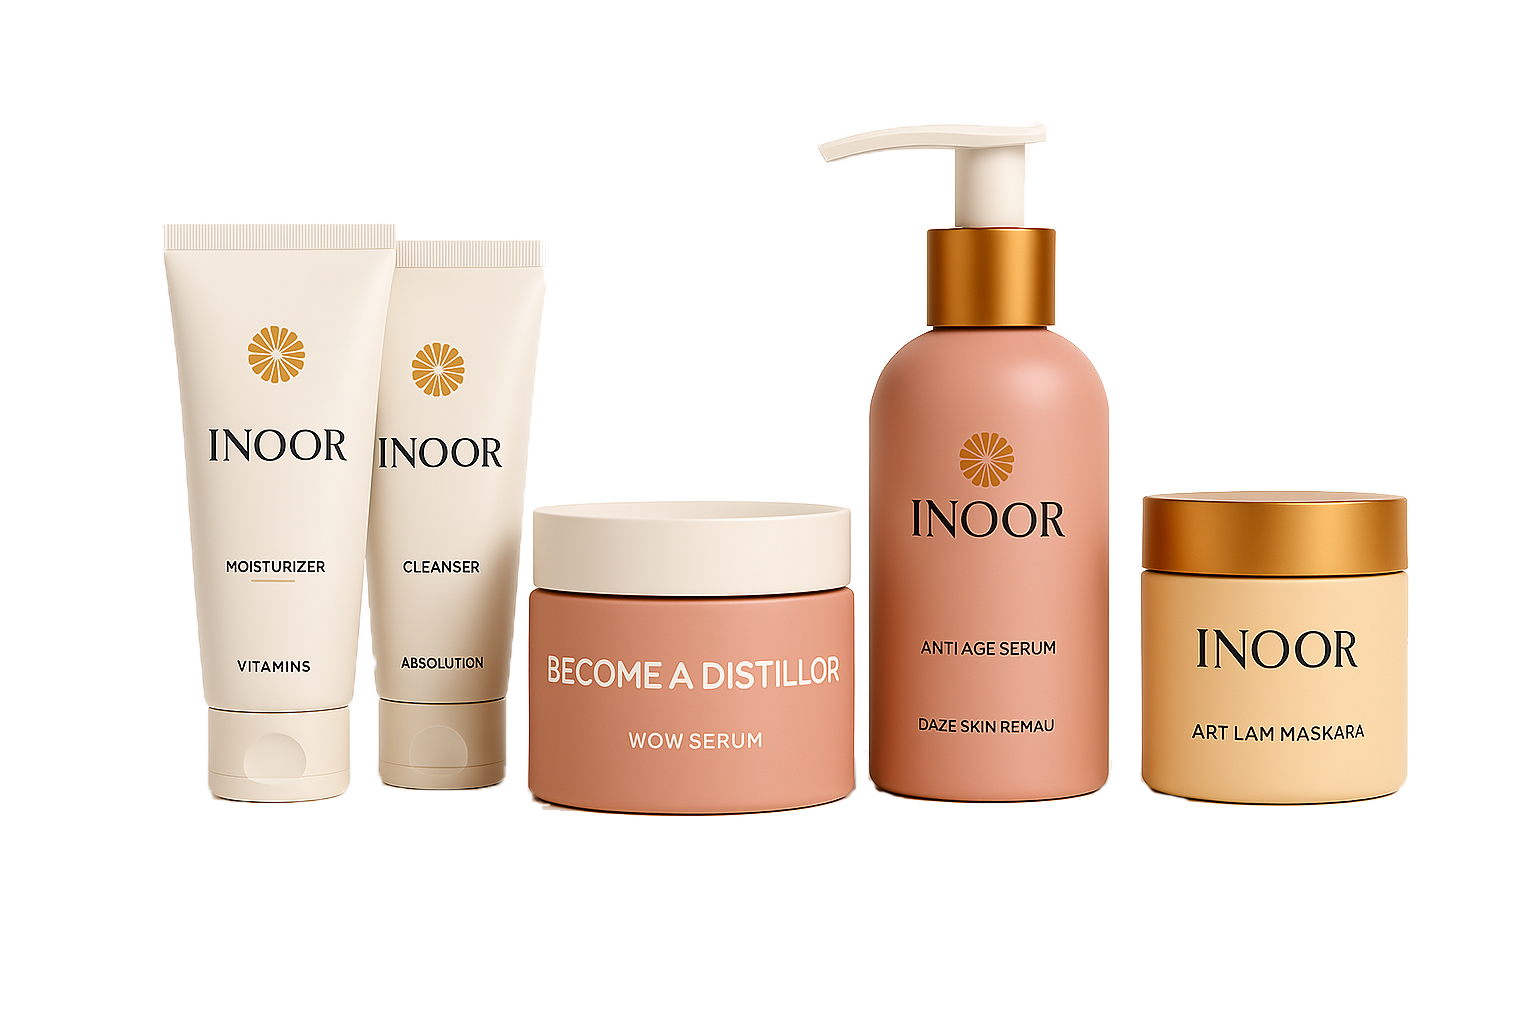 INOOR
MOISTURIZER
VITAMINS
INOOR
CLEANSER
ABSOLUTION
BECOME A DISTILLOR
WOW SERUM
INOOR
ANTI AGE SERUM
DAZE SKIN REMAU
INOOR
ART LAM MASKARA